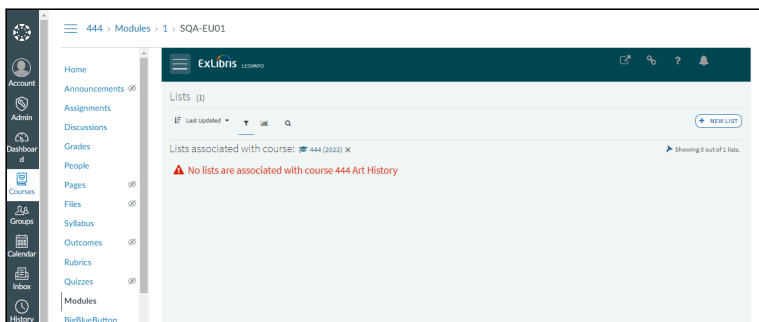 444 › Modules › 1 › SQA-EU01
Account
Admin
Dashboar
d
Courses
Groups
Calendar
Inbox
History
Home
Announcements
Assignments
Discussions
Grades
People
Pages
Files
Syllabus
Outcomes
Rubrics
Quizzes
Modules
BigBlueButton
ExLibris LEGANTO
?
Lists (1)
Last Updated
+ NEW LIST
Lists associated with course: 444 (2022) ×
Showing 0 out of 1 lists.
No lists are associated with course 444 Art History